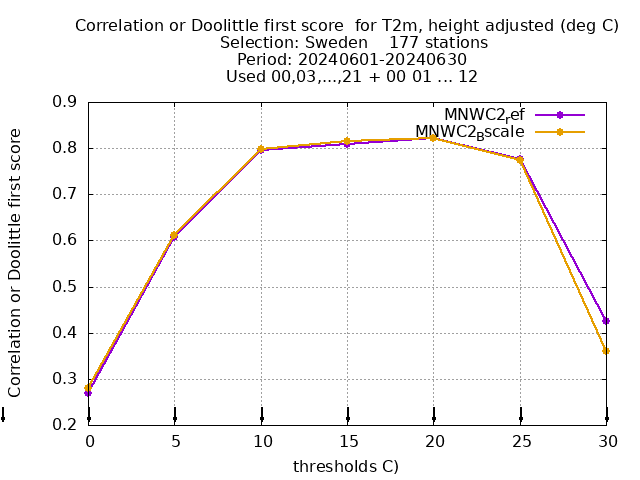 Correlation or Doolittle first score  for T2m, height adjusted (deg C)
Selection: Sweden    177 stations
Period: 20240601-20240630
Used 00,03,...,21 + 00 01 ... 12
Correlation or Doolittle first score
0.9
0.8
0.7
0.6
0.5
0.4
0.3
0.2
MNWC2ref
MNWC2Bscale
0 5 10 15 20 25 30
thresholds C)